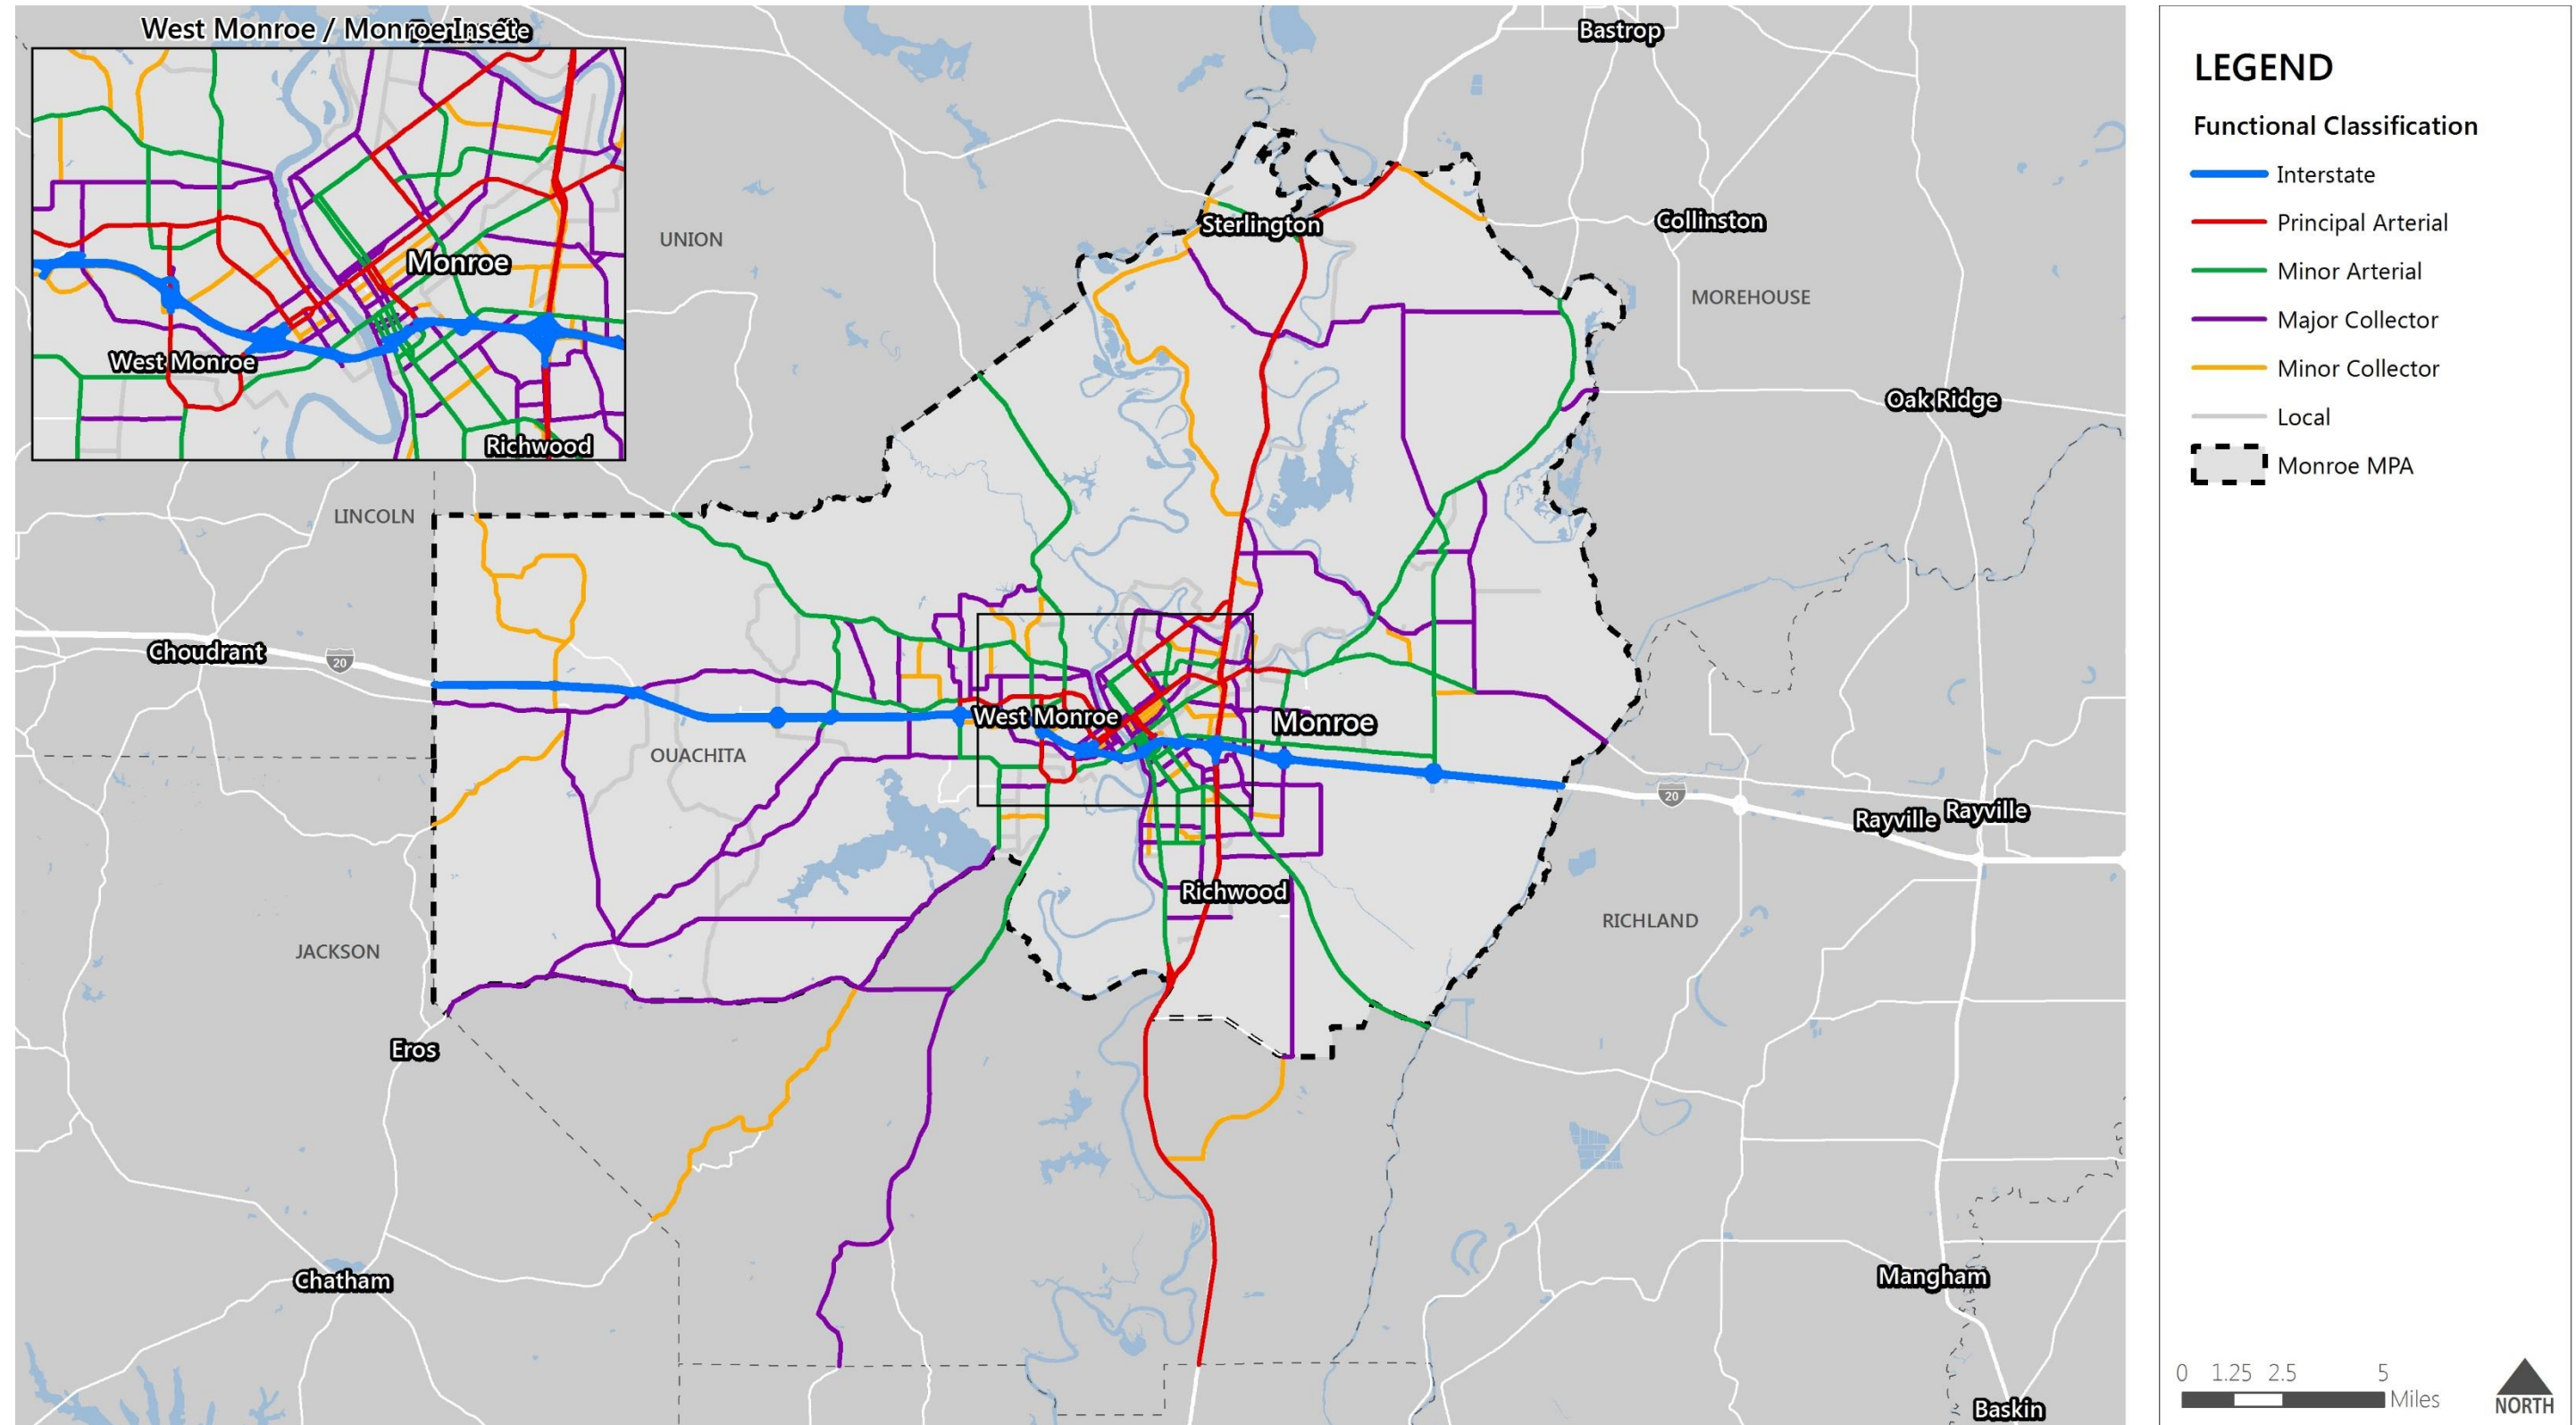 West Monroe / Monroe Inset
Monroe
West Monroe
Richwood
Bastrop
UNION
Sterlington
Collinston
MOREHOUSE
Oak Ridge
LINCOLN
Choudrant
20
West Monroe
Monroe
OUACHITA
20
Rayville
Rayville
Richwood
RICHLAND
JACKSON
Eros
Chatham
Mangham
Baskin
LEGEND
Functional Classification
Interstate
Principal Arterial
Minor Arterial
Major Collector
Minor Collector
Local
Monroe MPA
0 1.25 2.5 5
Miles
NORTH